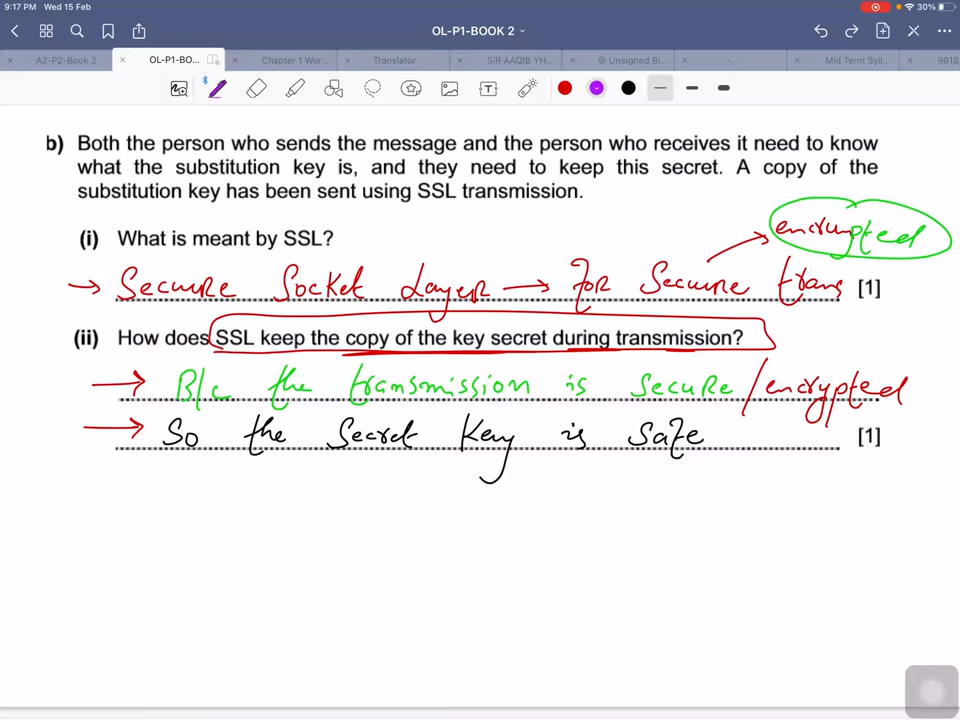 9:17 PM Wed 15 Feb
30%
OL-P1-BOOK 2
A2-P2-Book 2
OL-P1-BO...
Chapter 1 Wor...
Translator
SIR AAQIB YH...
Unsigned Bi...
Mid Term Syll...
9618,
T
b) Both the person who sends the message and the person who receives it need to know
what the substitution key is, and they need to keep this secret. A copy of the
substitution key has been sent using SSL transmission.
encrypted
(i) What is meant by SSL?
→ Secure Socket Layer → for Secure trans [1]
(ii) How does SSL keep the copy of the key secret during transmission?
→ B/c the transmission is secure / encrypted
→ So the Secret Key is safe [1]